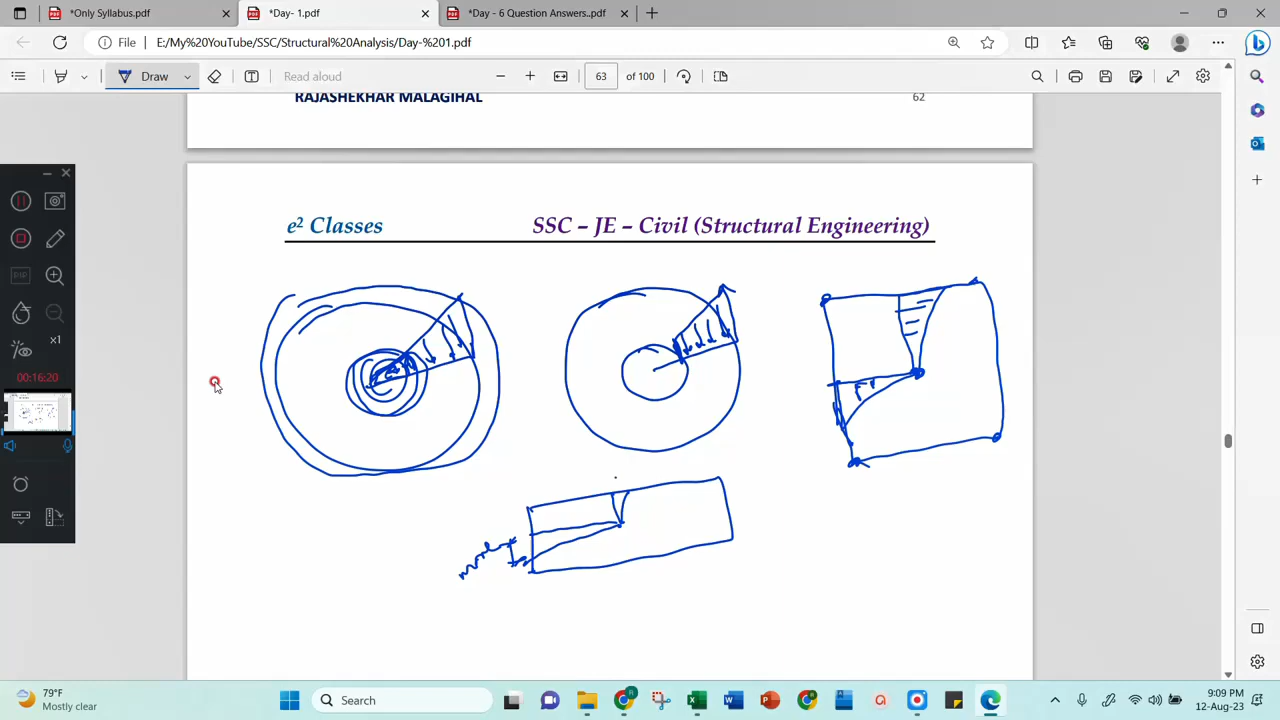 *Only Syllabus.pdf
*Day- 1.pdf
*Day - 6 Question Answers..pdf
File
E:/My%20YouTube/SSC/Structural%20Analysis/Day-%201.pdf
Draw
Read aloud
63 of 100
RAJASHEKHAR MALAGIHAL
62
e² Classes
SSC – JE – Civil (Structural Engineering)
PIP
x1
00:16:20
79°F
Mostly clear
Search
9:09 PM
12-Aug-23